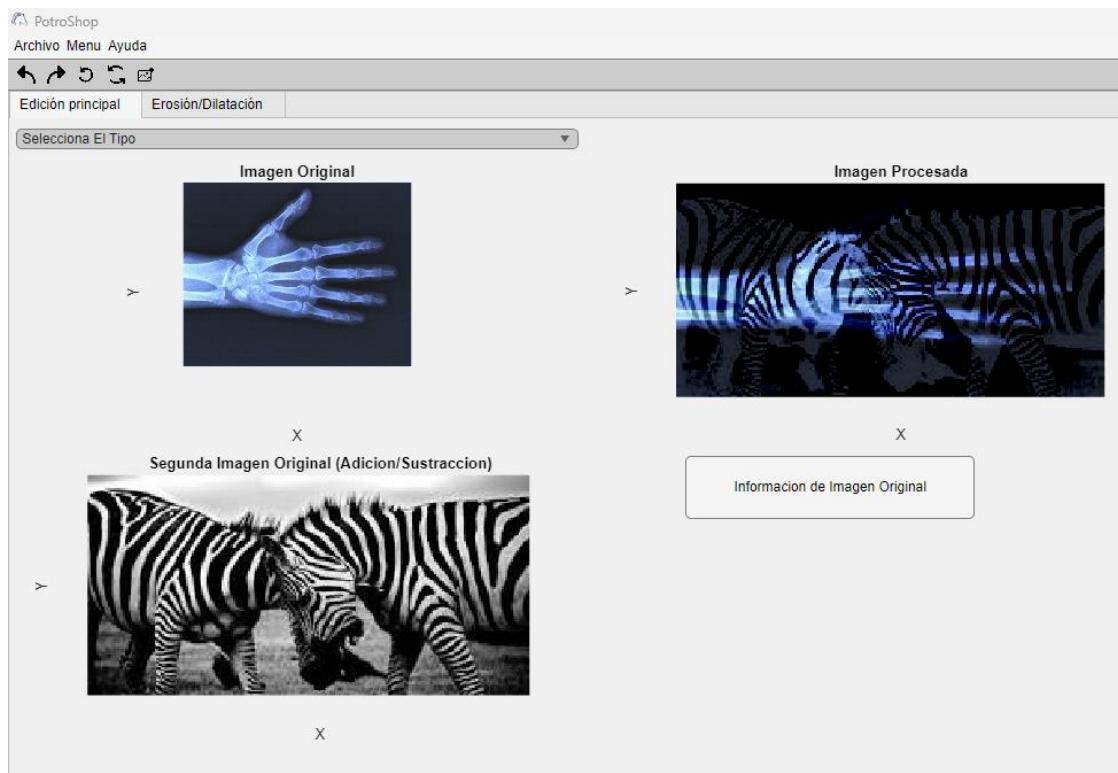 PotroShop
Archivo Menu Ayuda
Edición principal Erosión/Dilatación
Selecciona El Tipo
Imagen Original
Imagen Procesada
Y
Y
X
X
Segunda Imagen Original (Adicion/Sustraccion)
Informacion de Imagen Original
Y
X